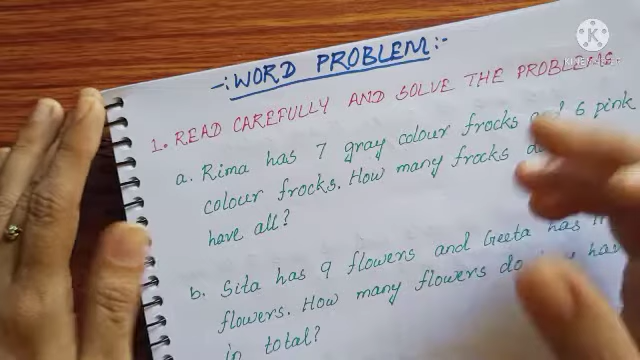 -: WORD PROBLEM:-
1. READ CAREFULLY AND SOLVE THE PROBLEMS
a. Rima has 7 gray colour frocks and 6 pink
colour frocks. How many frocks
have all?
b. Sita has 9 flowers and Geeta has
flowers. How many flowers do have
in total?
K